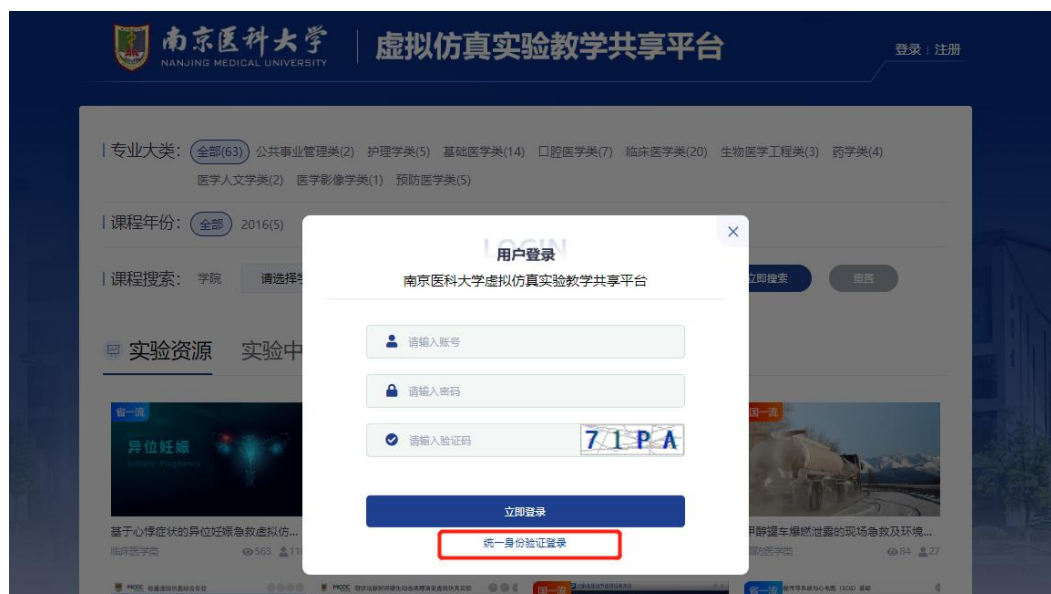 南京医科大学
NANJING MEDICAL UNIVERSITY
虚拟仿真实验教学共享平台
登录 | 注册
专业大类： 全部(63) 公共事业管理类(2) 护理学类(5) 基础医学类(14) 口腔医学类(7) 临床医学类(20) 生物医学工程类(3) 药学类(4)
医学人文学类(2) 医学影像学类(1) 预防医学类(5)
课程年份： 全部 2016(5)
课程搜索： 学院 请选择
立即搜索 重置
LOGIN
用户登录
南京医科大学虚拟仿真实验教学共享平台
请输入账号
请输入密码
请输入验证码
7 1 P A
立即登录
统一身份验证登录
实验资源 实验中
省一流
异位妊娠
Ectopic Pregnancy
基于心悸症状的异位妊娠急救虚拟仿...
临床医学类 563 11
国一流
甲醇罐车爆燃泄露的现场急救及环境...
预防医学类 84 27
国一流
省一流